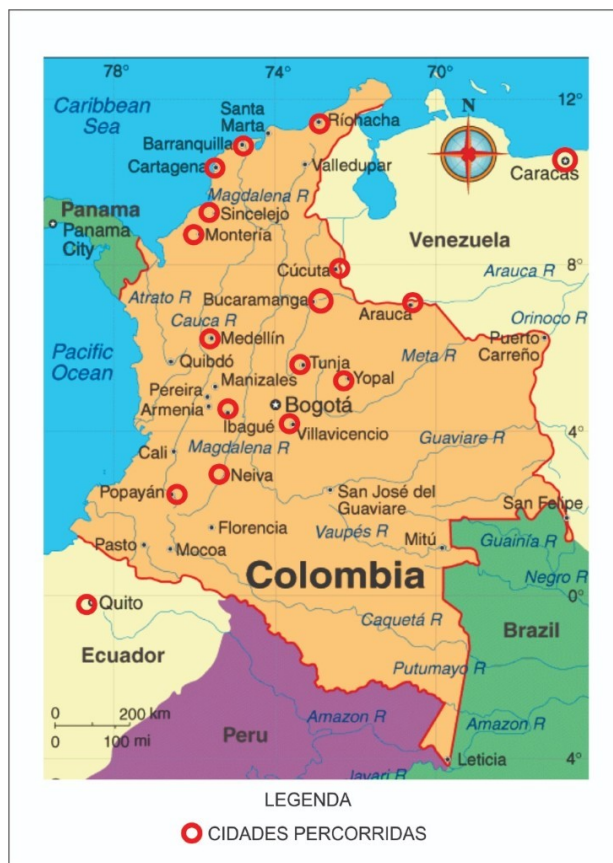 78°
74°
70°
12°
Caribbean
Sea
Santa
Marta
Ríohacha
N
Barranquilla
Cartagena
Valledupar
Caracas
Magdalena R
Panama
Panama
City
Sincelejo
Montería
Venezuela
8°
Cúcuta
Arauca R
Atrato R
Bucaramanga
Arauca
Orinoco R
Cauca R
Pacific
Ocean
Medellín
Meta R
Puerto
Carreño
Quibdó
Tunja
Manizales
Yopal
Pereira
Armenia
Bogotá
Ibagué
Villavicencio
4°
Guaviare R
Cali
Magdalena R
Neiva
Popayán
San José del
Guaviare
San Felipe
Florencia
Vaupés R
Mitú
Guainía R
Pasto
Mocoa
Colombia
Negro R
Quito
0°
Caquetá R
Brazil
Ecuador
Putumayo R
0 200 km
0 100 mi
Peru
Amazon R
Amazon R
Leticia
4°
Javari R
LEGENDA
CIDADES PERCORRIDAS